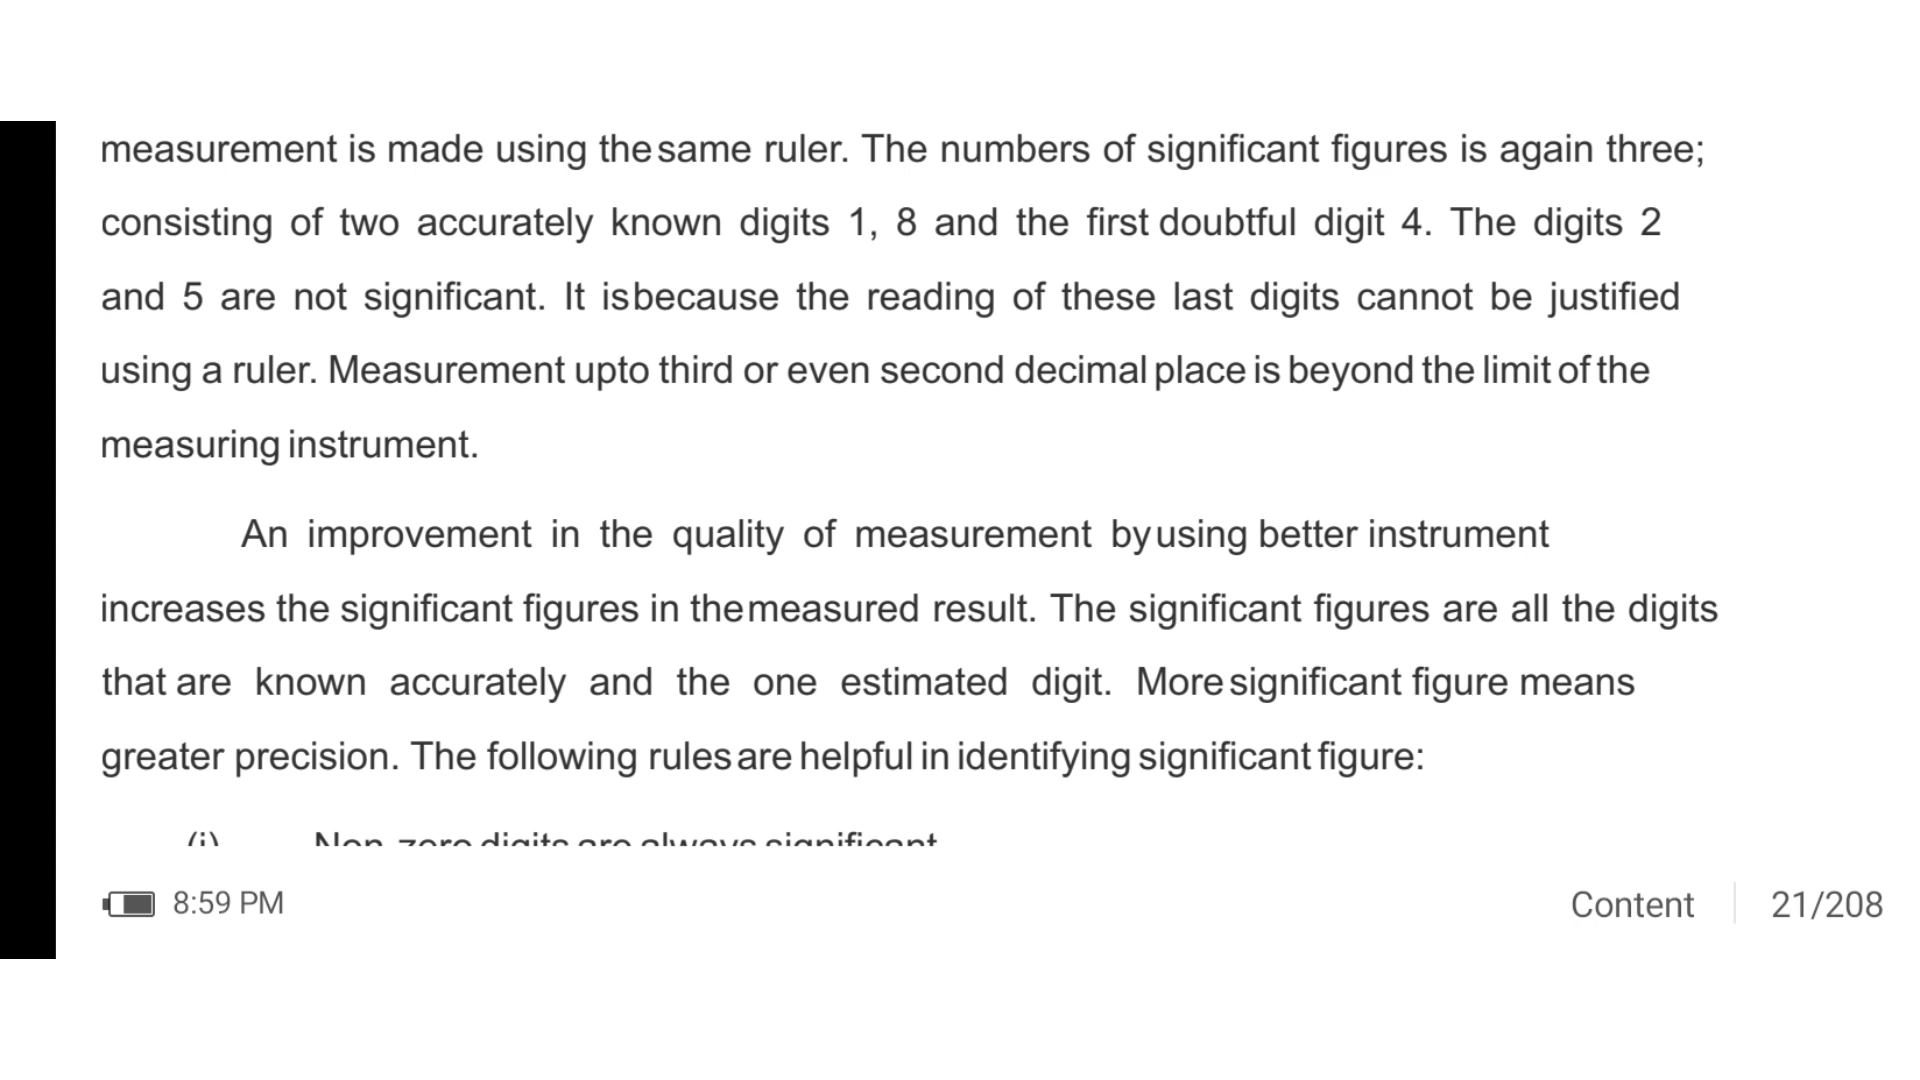 measurement is made using the same ruler. The numbers of significant figures is again three;
consisting of two accurately known digits 1, 8 and the first doubtful digit 4. The digits 2
and 5 are not significant. It is because the reading of these last digits cannot be justified
using a ruler. Measurement upto third or even second decimal place is beyond the limit of the
measuring instrument.
An improvement in the quality of measurement by using better instrument
increases the significant figures in the measured result. The significant figures are all the digits
that are known accurately and the one estimated digit. More significant figure means
greater precision. The following rules are helpful in identifying significant figure:
(i) Non-zero digits are always significant
8:59 PM Content 21/208